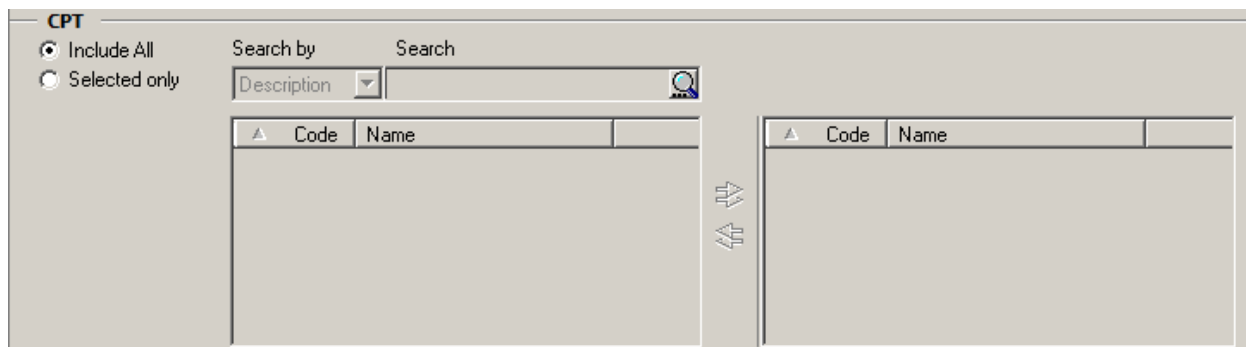 CPT
Include All
Selected only
Search by Search
Description
Code Name
Code Name